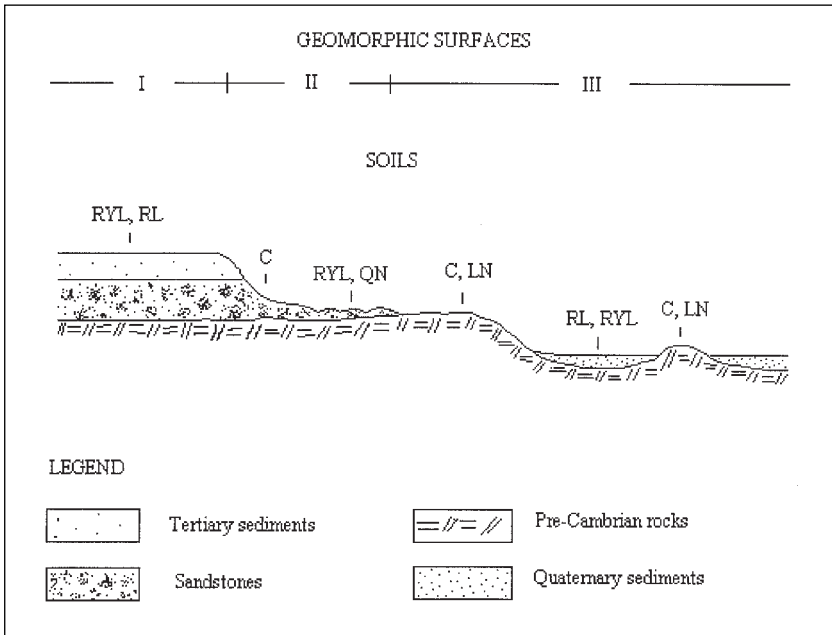 GEOMORPHIC SURFACES
I II III
SOILS
RYL, RL
C
RYL, QN
C, LN
RL, RYL
C, LN
LEGEND
Tertiary sediments
Pre-Cambrian rocks
Sandstones
Quaternary sediments